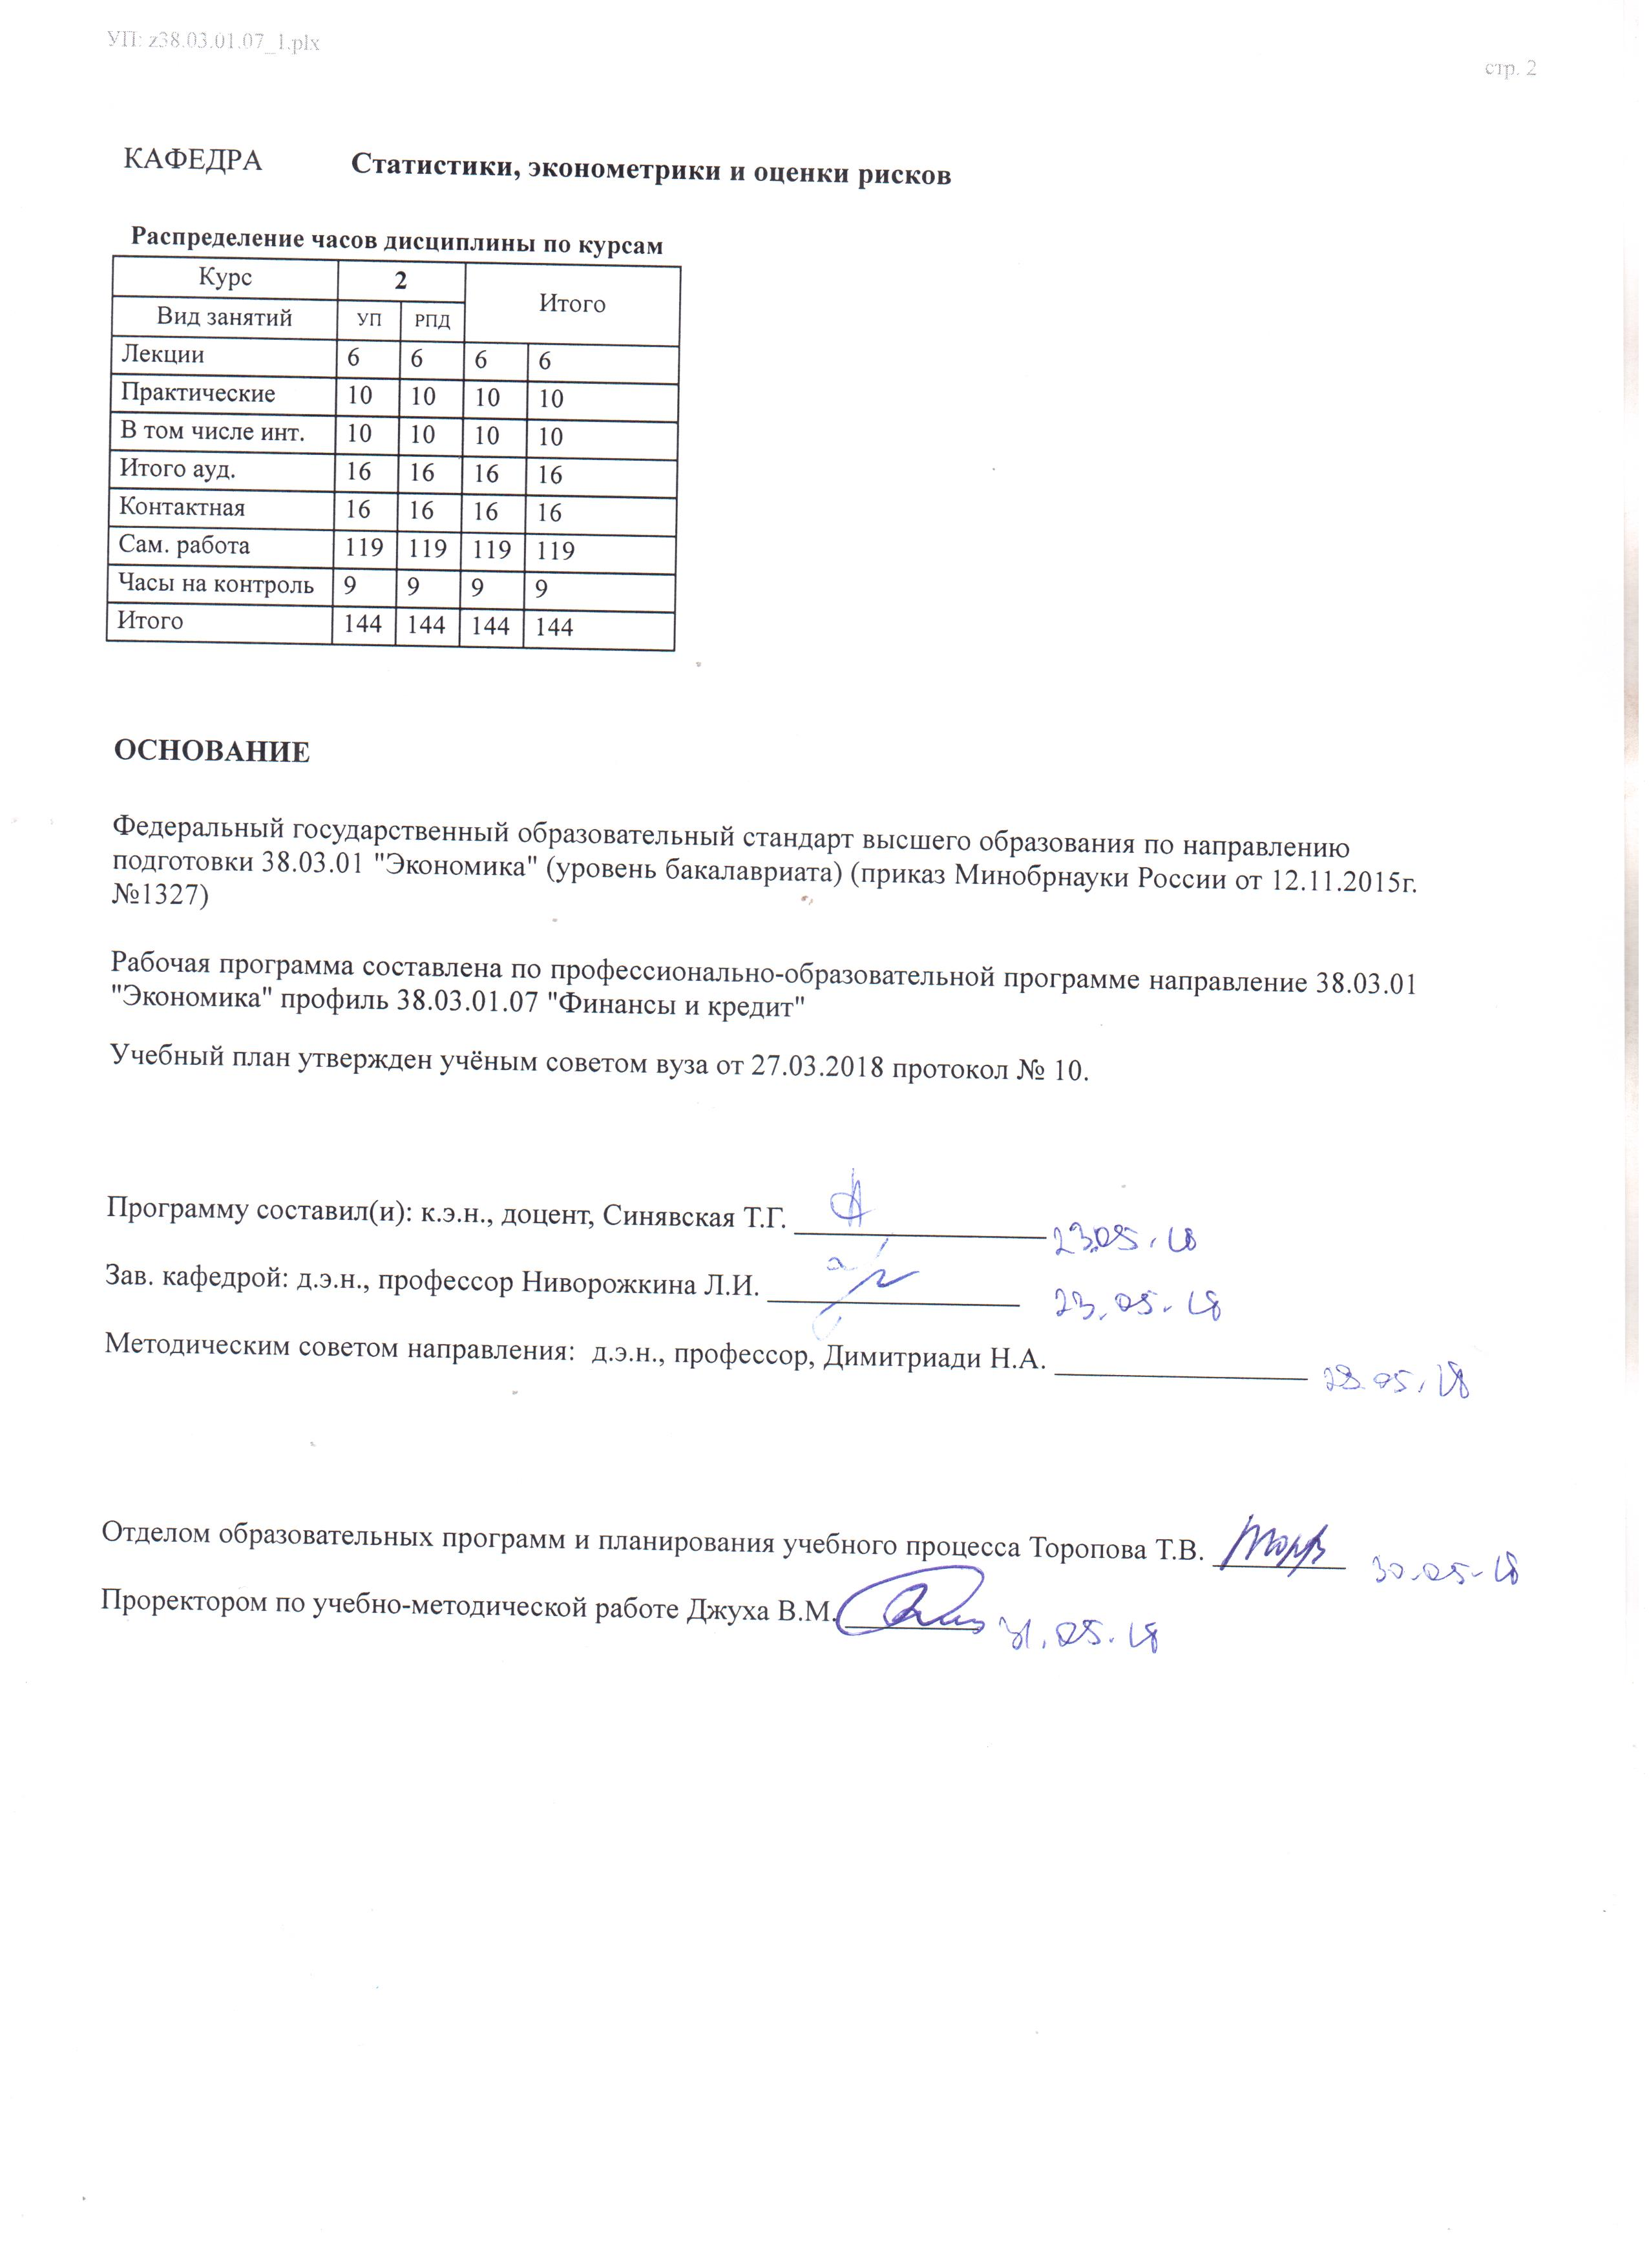 УП: z38.03.01.07_1.plx
стр. 2
КАФЕДРА Статистики, эконометрики и оценки рисков
Распределение часов дисциплины по курсам
Курс 2 Итого
Вид занятий УП РПД
Лекции 6 6 6 6
Практические 10 10 10 10
В том числе инт. 10 10 10 10
Итого ауд. 16 16 16 16
Контактная 16 16 16 16
Сам. работа 119 119 119 119
Часы на контроль 9 9 9 9
Итого 144 144 144 144
ОСНОВАНИЕ
Федеральный государственный образовательный стандарт высшего образования по направлению
подготовки 38.03.01 "Экономика" (уровень бакалавриата) (приказ Минобрнауки России от 12.11.2015г.
№1327)
Рабочая программа составлена по профессионально-образовательной программе направление 38.03.01
"Экономика" профиль 38.03.01.07 "Финансы и кредит"
Учебный план утвержден учёным советом вуза от 27.03.2018 протокол № 10.
Программу составил(и): к.э.н., доцент, Синявская Т.Г. 23.05.18
Зав. кафедрой: д.э.н., профессор Ниворожкина Л.И. 23.05.18
Методическим советом направления: д.э.н., профессор, Димитриади Н.А.
Отделом образовательных программ и планирования учебного процесса Торопова Т.В. 30.05.18
Проректором по учебно-методической работе Джуха В.М. 31.05.18